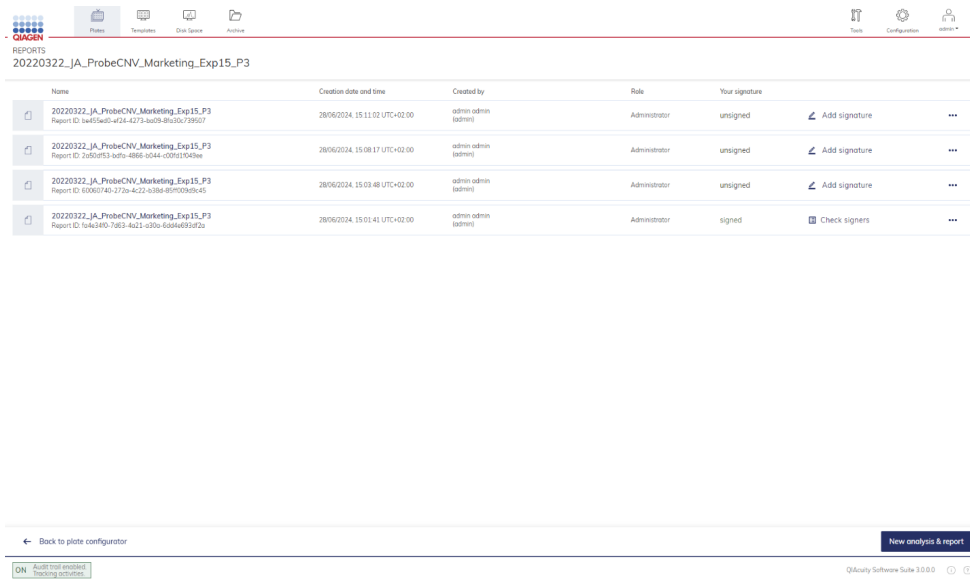 QIAGEN
Plates Templates Disk Space Archive Tools Configuration admin
REPORTS
20220322_JA_ProbeCNV_Marketing_Exp15_P3
Name Creation date and time Created by Role Your signature
20220322_JA_ProbeCNV_Marketing_Exp15_P3 28/06/2024, 15:11:02 UTC+02:00 admin admin Administrator unsigned Add signature
Report ID: be455ed0-ef24-4273-ba09-8fa30c739507 (admin)
20220322_JA_ProbeCNV_Marketing_Exp15_P3 28/06/2024, 15:08:17 UTC+02:00 admin admin Administrator unsigned Add signature
Report ID: 2a50df53-bdfa-4866-b044-c00fd1f049ee (admin)
20220322_JA_ProbeCNV_Marketing_Exp15_P3 28/06/2024, 15:03:48 UTC+02:00 admin admin Administrator unsigned Add signature
Report ID: 60060740-272a-4c22-b38d-85ff009d9c45 (admin)
20220322_JA_ProbeCNV_Marketing_Exp15_P3 28/06/2024, 15:01:41 UTC+02:00 admin admin Administrator signed Check signers
Report ID: fa4e34f0-7d63-4a21-a30a-6dd4e693df2a (admin)
Back to plate configurator New analysis & report
ON Audit trail enabled.
Tracking activities. QIAcuity Software Suite 3.0.0.0